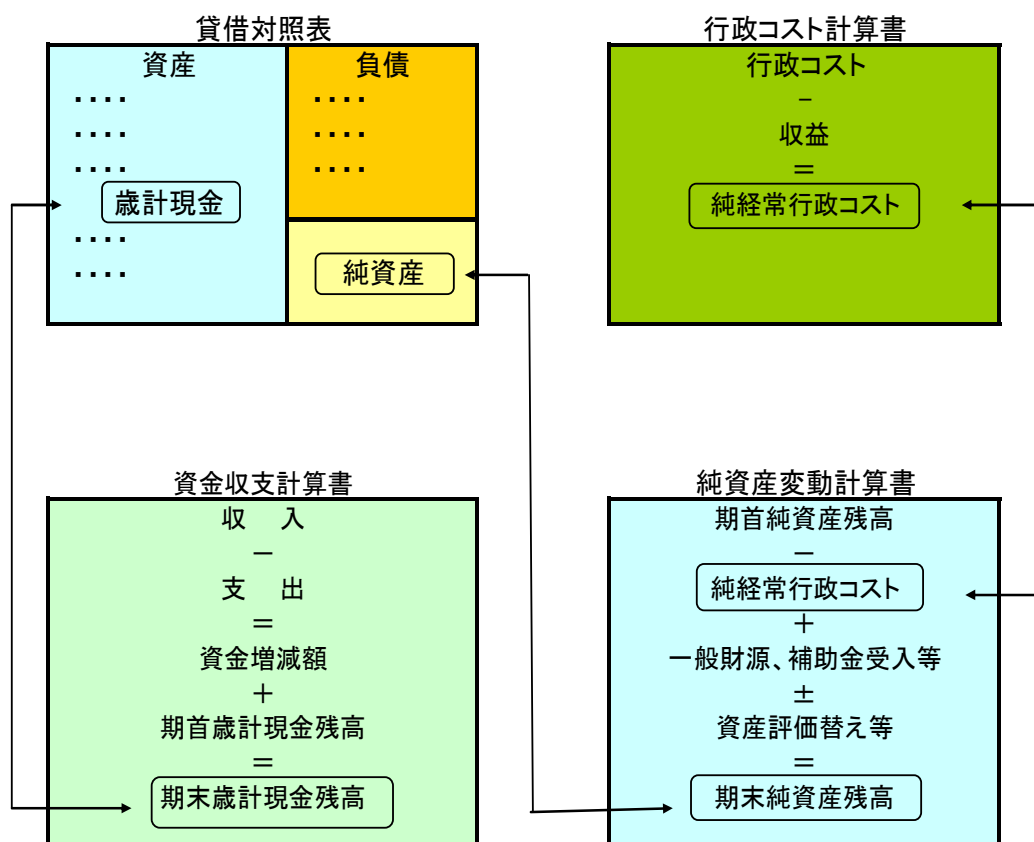 貸借対照表
資産
・・・・
・・・・
・・・・
歳計現金
・・・・
・・・・
負債
・・・・
・・・・
・・・・
純資産
行政コスト計算書
行政コスト
－
収益
＝
純経常行政コスト
資金収支計算書
収　入
－
支　出
＝
資金増減額
＋
期首歳計現金残高
＝
期末歳計現金残高
純資産変動計算書
期首純資産残高
－
純経常行政コスト
＋
一般財源、補助金受入等
±
資産評価替え等
＝
期末純資産残高